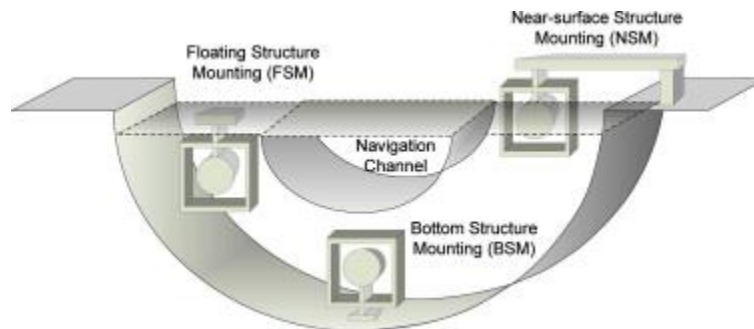 Near-surface Structure
Mounting (NSM)
Floating Structure
Mounting (FSM)
Navigation
Channel
Bottom Structure
Mounting (BSM)